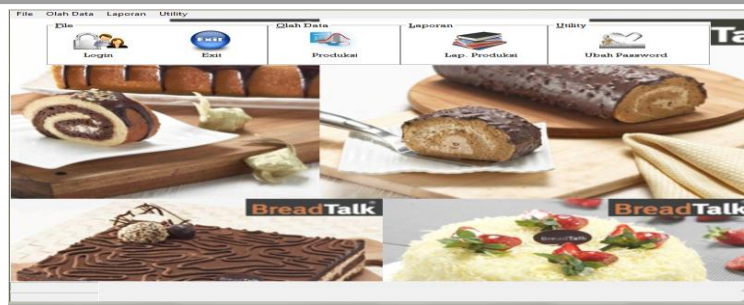 File Olah Data Laporan Utility
File Olah Data Laporan Utility
Login Exit Produksi Lap. Produksi Ubah Password
BreadTalk BreadTalk
BreadTalk